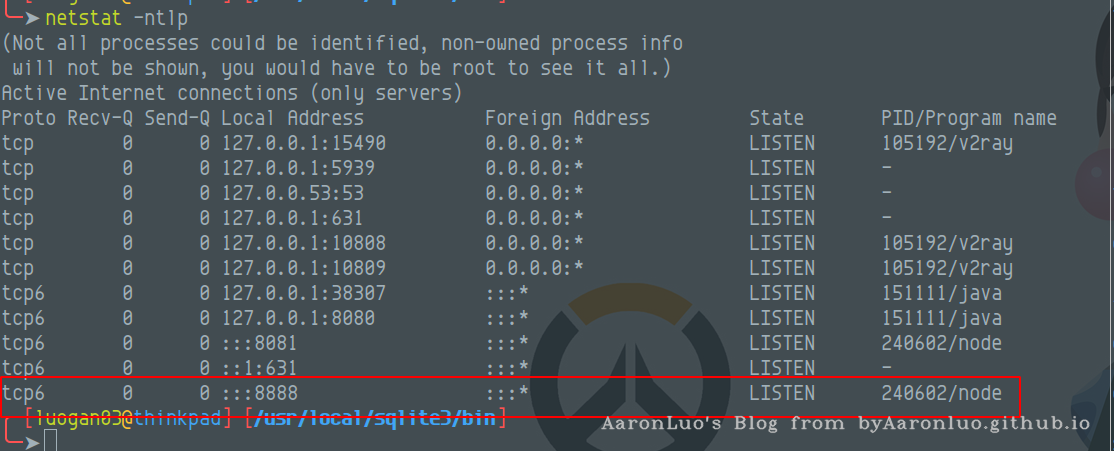 ➤ netstat -ntlp
(Not all processes could be identified, non-owned process info
will not be shown, you would have to be root to see it all.)
Active Internet connections (only servers)
Proto Recv-Q Send-Q Local Address Foreign Address State PID/Program name
tcp 0 0 127.0.0.1:15490 0.0.0.0:* LISTEN 105192/v2ray
tcp 0 0 127.0.0.1:5939 0.0.0.0:* LISTEN -
tcp 0 0 127.0.0.53:53 0.0.0.0:* LISTEN -
tcp 0 0 127.0.0.1:631 0.0.0.0:* LISTEN -
tcp 0 0 127.0.0.1:10808 0.0.0.0:* LISTEN 105192/v2ray
tcp 0 0 127.0.0.1:10809 0.0.0.0:* LISTEN 105192/v2ray
tcp6 0 0 127.0.0.1:38307 :::* LISTEN 151111/java
tcp6 0 0 127.0.0.1:8080 :::* LISTEN 151111/java
tcp6 0 0 :::8081 :::* LISTEN 240602/node
tcp6 0 0 ::1:631 :::* LISTEN -
tcp6 0 0 :::8888 :::* LISTEN 240602/node
[luogan03@thinkpad] [/usr/local/sqlite3/bin]
AaronLuo's Blog from byAaronluo.github.io
➤